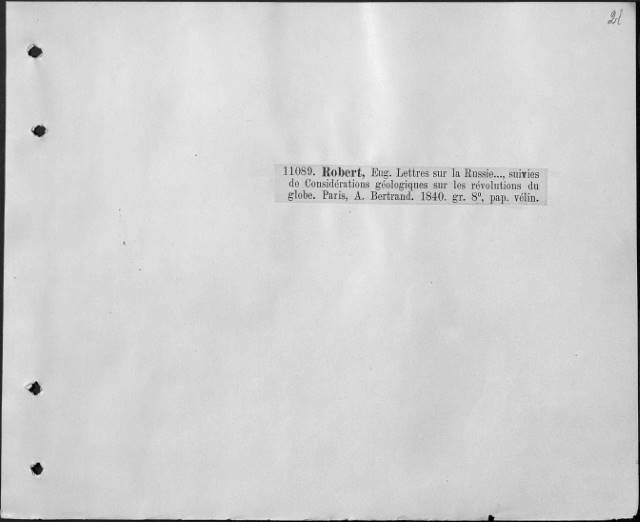 21
11089. Robert, Eug. Lettres sur la Russie..., suivies
de Considérations géologiques sur les révolutions du
globe. Paris, A. Bertrand. 1840. gr. 8°, pap. vélin.